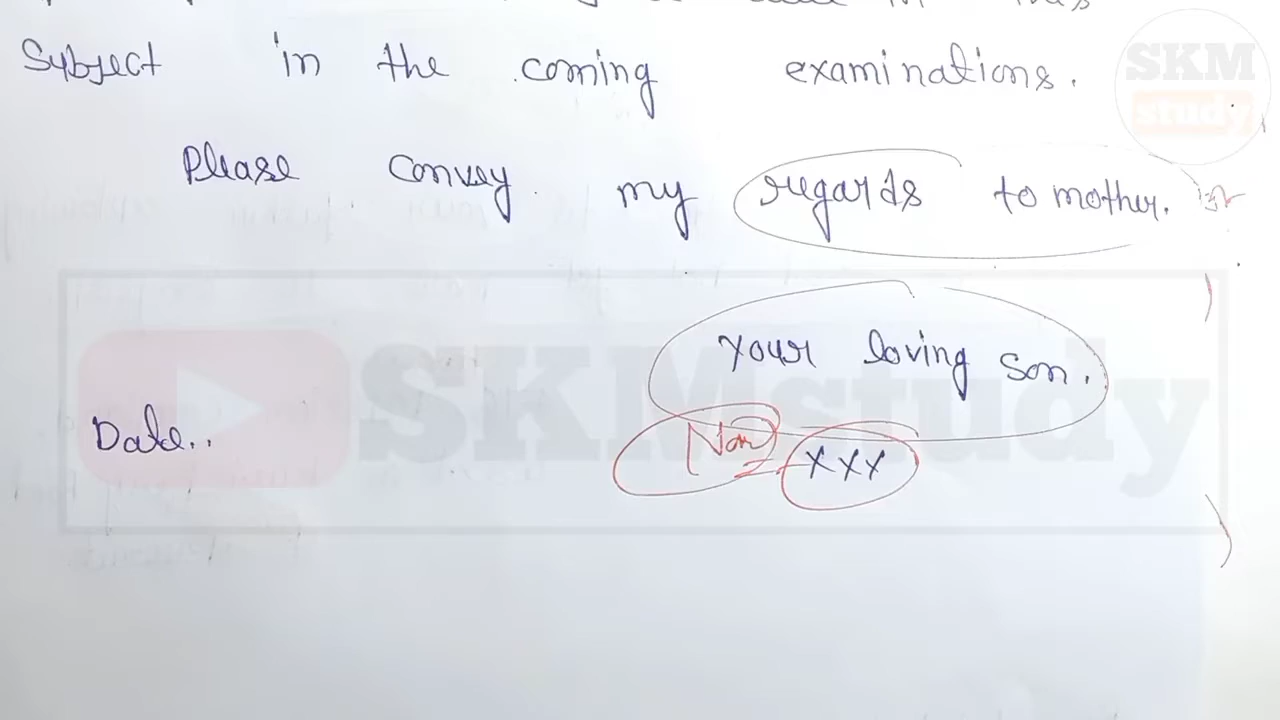 Subject in the coming examinations.
Please convey my regards to mother.
Your loving son.
Date..
XXX
SKM
study
SKMstudy